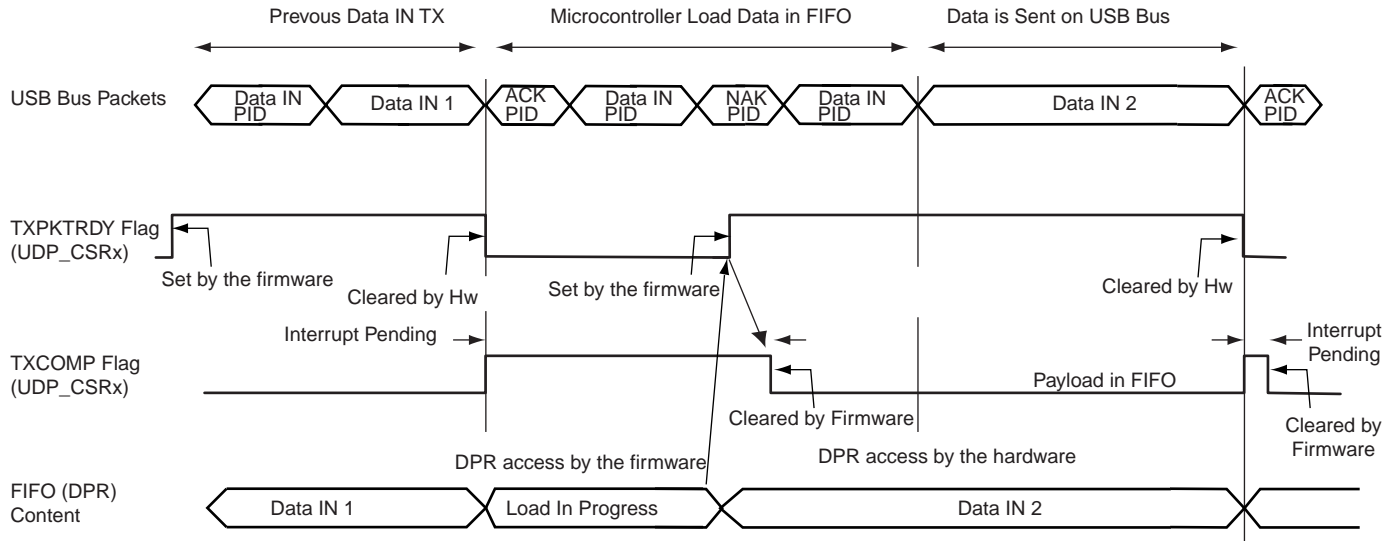 Prevous Data IN TX
Microcontroller Load Data in FIFO
Data is Sent on USB Bus
USB Bus Packets
Data IN
PID
Data IN 1
ACK
PID
Data IN
PID
NAK
PID
Data IN
PID
Data IN 2
ACK
PID
TXPKTRDY Flag
(UDP_CSRx)
Set by the firmware
Cleared by Hw
Set by the firmware
Cleared by Hw
Interrupt Pending
Interrupt
Pending
TXCOMP Flag
(UDP_CSRx)
Payload in FIFO
Cleared by Firmware
Cleared by
Firmware
DPR access by the firmware
DPR access by the hardware
FIFO (DPR)
Content
Data IN 1
Load In Progress
Data IN 2